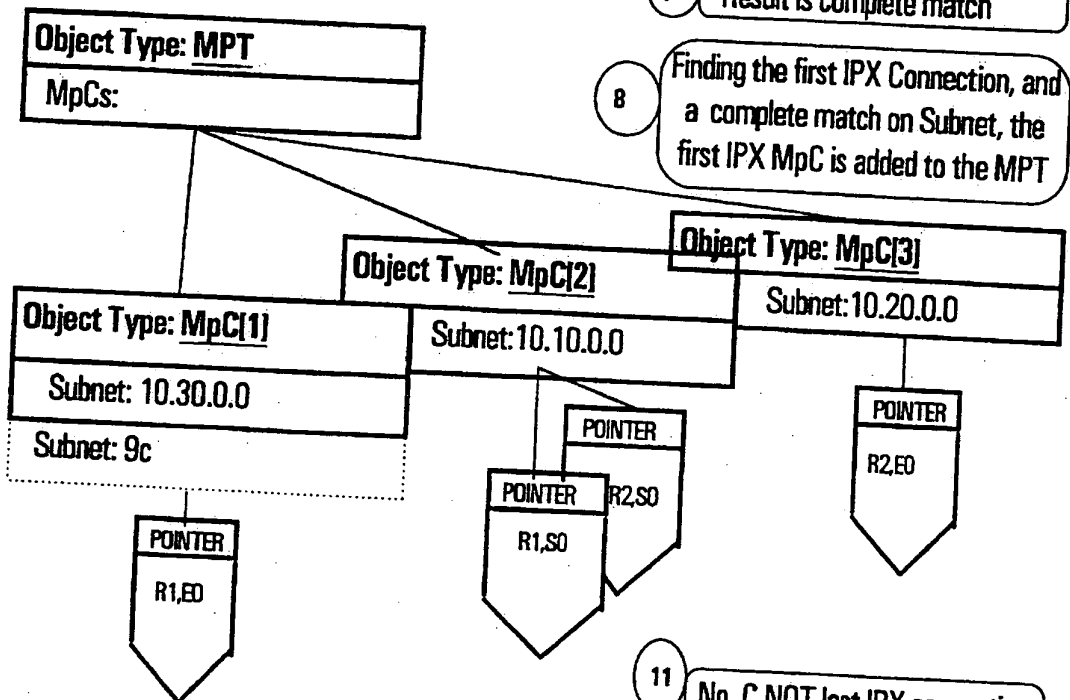 Result is complete match
Object Type: MPT
MpCs:
8
Finding the first IPX Connection, and
a complete match on Subnet, the
first IPX MpC is added to the MPT
Object Type: MpC[3]
Subnet:10.20.0.0
Object Type: MpC[2]
Subnet:10.10.0.0
Object Type: MpC[1]
Subnet: 10.30.0.0
Subnet: 9c
POINTER
R2,E0
POINTER
R2,S0
POINTER
R1,S0
POINTER
R1,E0
11
No, C NOT last IPX